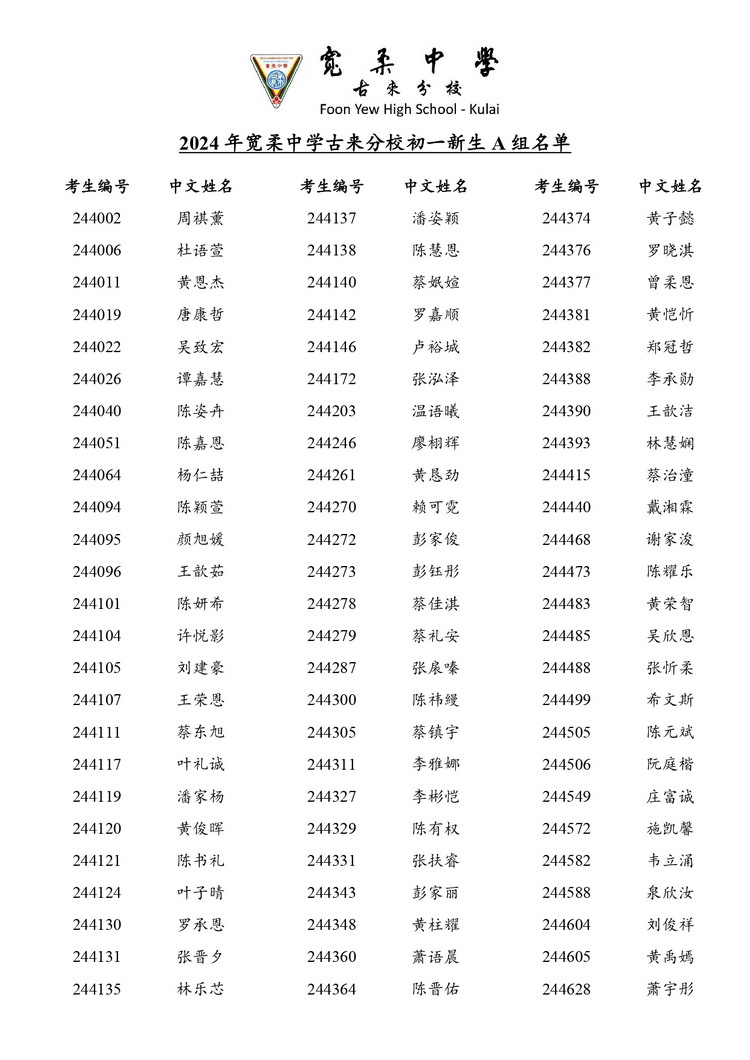 寬柔中學
古來分校
Foon Yew High School - Kulai
2024 年宽柔中学古来分校初一新生 A 组名单
考生编号 中文姓名 考生编号 中文姓名 考生编号 中文姓名
244002 周祺薰 244137 潘姿颖 244374 黄子懿
244006 杜语萱 244138 陈慧恩 244376 罗晓淇
244011 黄恩杰 244140 蔡姄媗 244377 曾柔恩
244019 唐康哲 244142 罗嘉顺 244381 黄恺忻
244022 吴致宏 244146 卢裕城 244382 郑冠哲
244026 谭嘉慧 244172 张泓泽 244388 李承勋
244040 陈姿卉 244203 温语曦 244390 王歆洁
244051 陈嘉恩 244246 廖栩辉 244393 林慧娴
244064 杨仁喆 244261 黄恳劲 244415 蔡治潼
244094 陈颖萱 244270 赖可霓 244440 戴湘霖
244095 颜旭媛 244272 彭家俊 244468 谢家浚
244096 王歆茹 244273 彭钰彤 244473 陈耀乐
244101 陈妍希 244278 蔡佳淇 244483 黄荣智
244104 许悦影 244279 蔡礼安 244485 吴欣恩
244105 刘建豪 244287 张扆嗪 244488 张忻柔
244107 王荣恩 244300 陈祎缦 244499 希文斯
244111 蔡东旭 244305 蔡镇宇 244505 陈元斌
244117 叶礼诚 244311 李雅娜 244506 阮庭楷
244119 潘家杨 244327 李彬恺 244549 庄富诚
244120 黄俊晖 244329 陈有权 244572 施凯馨
244121 陈书礼 244331 张扶睿 244582 韦立涌
244124 叶子晴 244343 彭家丽 244588 泉欣汝
244130 罗承恩 244348 黄柱耀 244604 刘俊祥
244131 张晋夕 244360 萧语晨 244605 黄禹嫣
244135 林乐芯 244364 陈晋佑 244628 萧宇彤